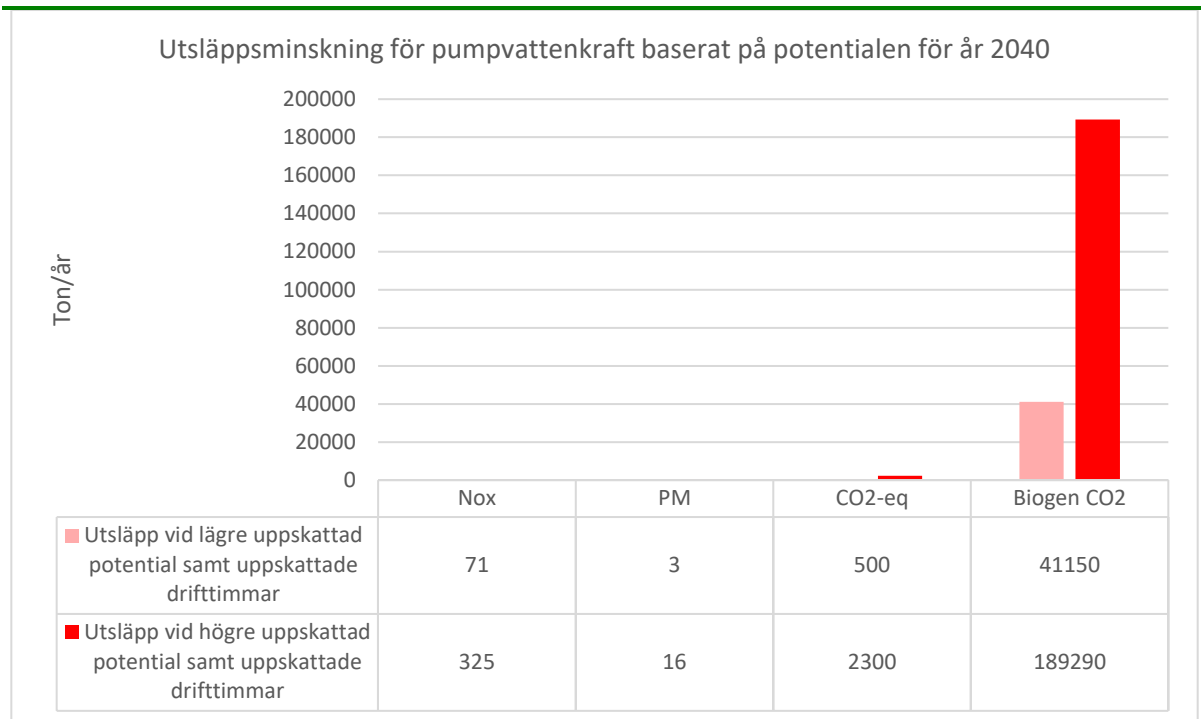 Utsläppsminskning för pumpvattenkraft baserat på potentialen för år 2040
Ton/år
200000
180000
160000
140000
120000
100000
80000
60000
40000
20000
0
Nox PM CO2-eq Biogen CO2
Utsläpp vid lägre uppskattad
potential samt uppskattade
drifttimmar
71 3 500 41150
Utsläpp vid högre uppskattad
potential samt uppskattade
drifttimmar
325 16 2300 189290